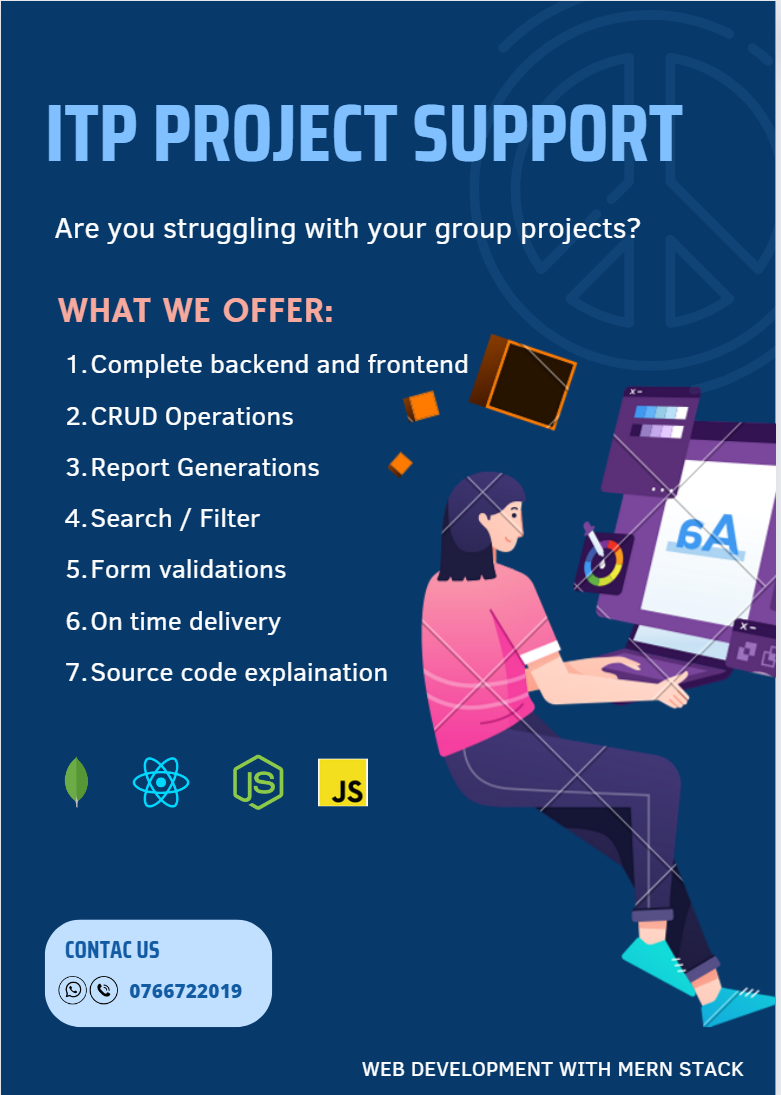 ITP PROJECT SUPPORT
Are you struggling with your group projects?
WHAT WE OFFER:
1. Complete backend and frontend
2. CRUD Operations
3. Report Generations
4. Search / Filter
5. Form validations
6. On time delivery
7. Source code explaination
Aa
JS
JS
CONTAC US
0766722019
WEB DEVELOPMENT WITH MERN STACK